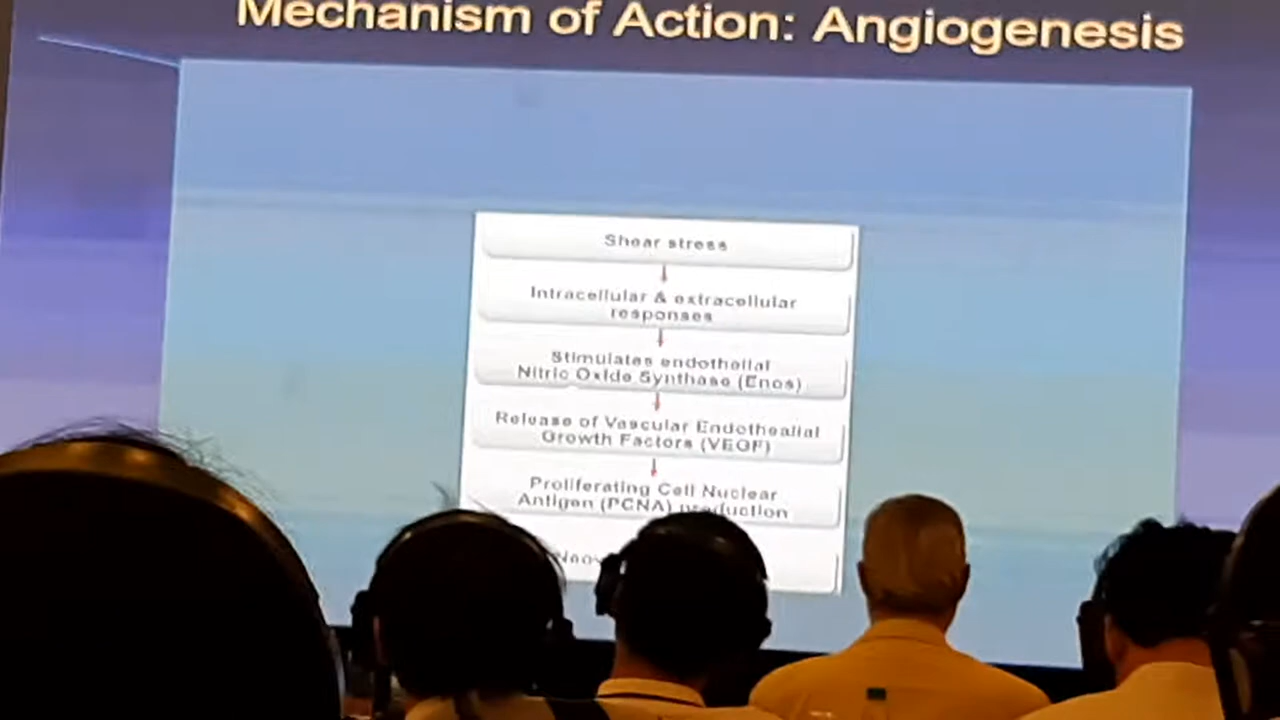 Mechanism of Action: Angiogenesis
Shear stress
Intracellular & extracellular
responses
Stimulates endothelial
Nitric Oxide Synthase (Enos)
Release of Vascular Endothealial
Growth Factors (VEGF)
Proliferating Cell Nuclear
Antigen (PCNA) production